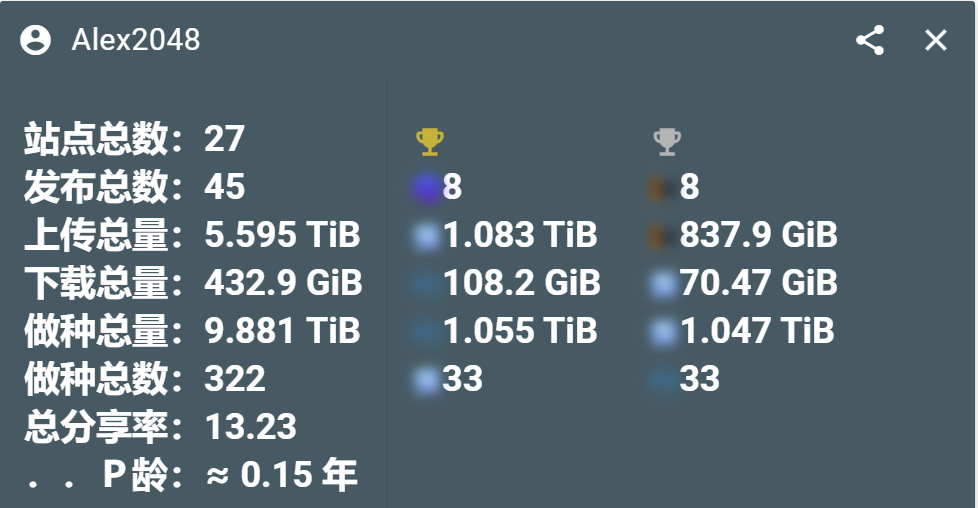 Alex2048
站点总数：27
发布总数：45 8 8
上传总量：5.595 TiB 1.083 TiB 837.9 GiB
下载总量：432.9 GiB 108.2 GiB 70.47 GiB
做种总量：9.881 TiB 1.055 TiB 1.047 TiB
做种总数：322 33 33
总分享率：13.23
．．P龄：≈ 0.15 年